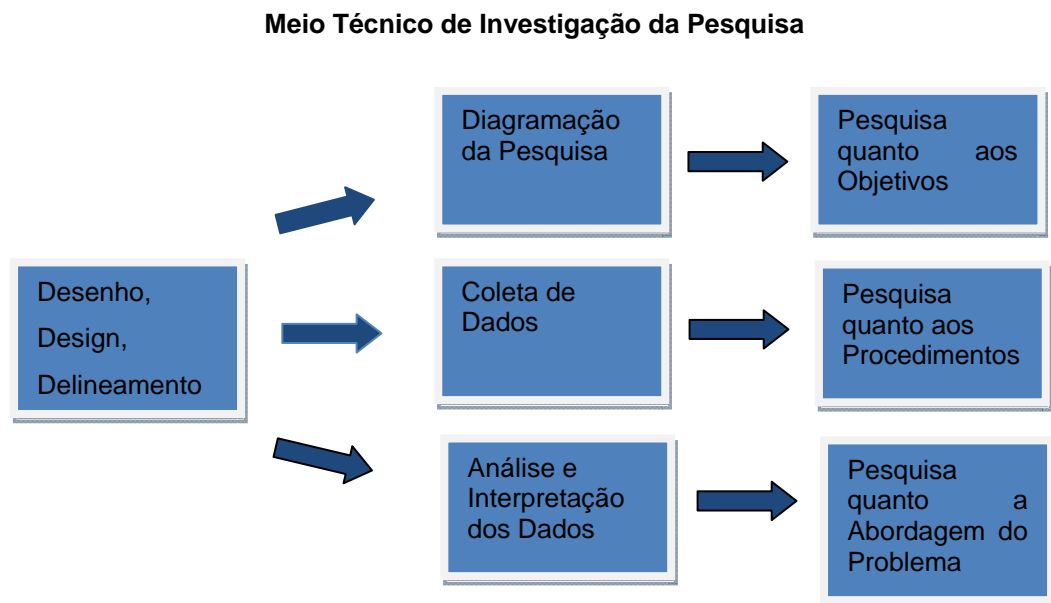 Meio Técnico de Investigação da Pesquisa
Diagramação
da Pesquisa
Pesquisa
quanto aos
Objetivos
Desenho,
Design,
Delineamento
Coleta de
Dados
Pesquisa
quanto aos
Procedimentos
Análise e
Interpretação
dos Dados
Pesquisa
quanto a
Abordagem do
Problema